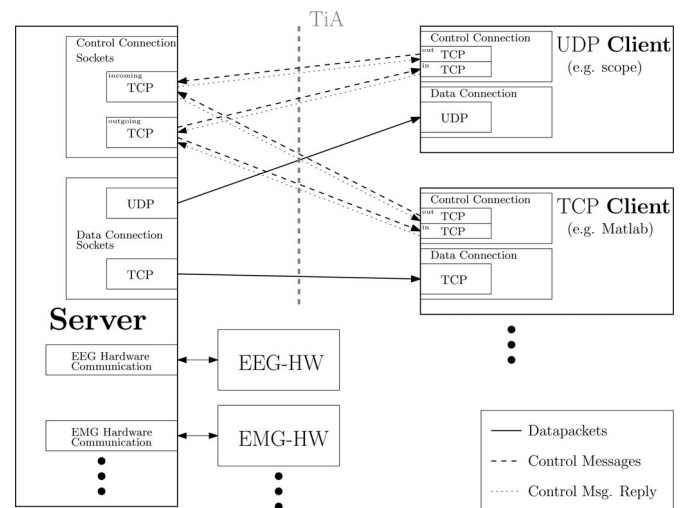 TiA
Control Connection
Sockets
incoming
TCP
outgoing
TCP
UDP
Data Connection
Sockets
TCP
Server
EEG Hardware
Communication
EMG Hardware
Communication
EEG-HW
EMG-HW
Control Connection
out
TCP
in
TCP
Data Connection
UDP
UDP Client
(e.g. scope)
Control Connection
out
TCP
in
TCP
Data Connection
TCP
TCP Client
(e.g. Matlab)
Datapackets
Control Messages
Control Msg. Reply